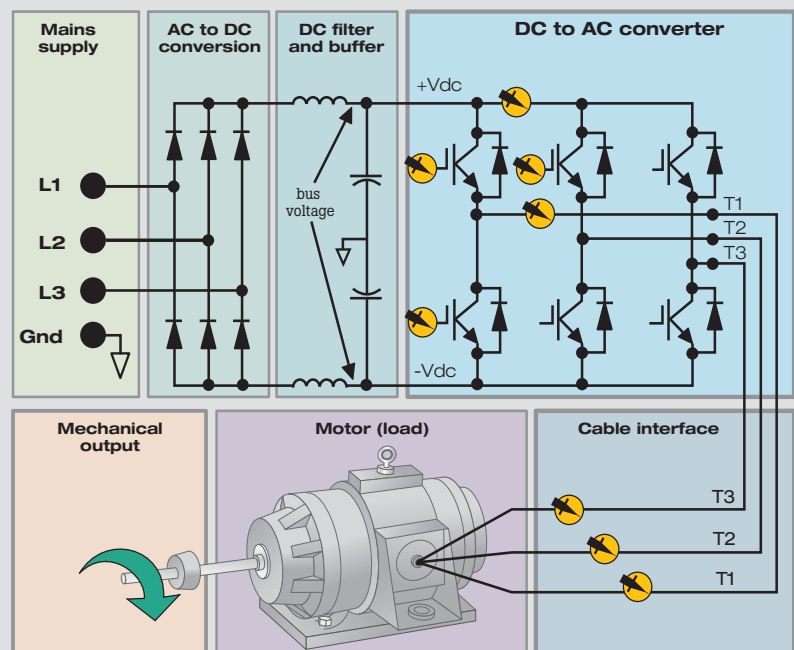 Mains
supply
AC to DC
conversion
DC filter
and buffer
DC to AC converter
+Vdc
L1
bus
voltage
T1
L2
T2
T3
L3
Gnd
-Vdc
Mechanical
output
Motor (load)
Cable interface
T3
T2
T1